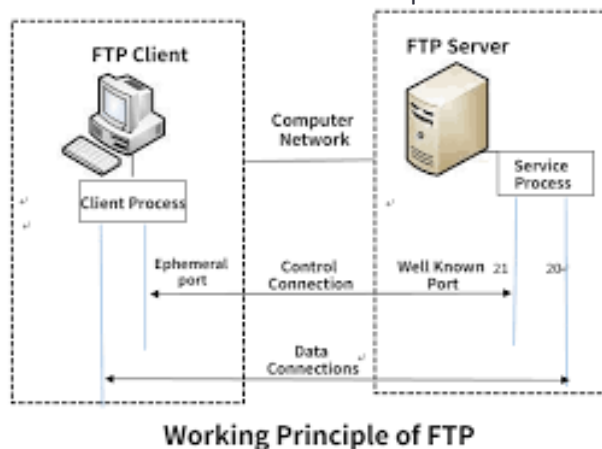 FTP Client
FTP Server
Computer
Network
Service
Process
Client Process
Ephemeral
port
Control
Connection
Well Known
Port
21
20
Data
Connections
Working Principle of FTP